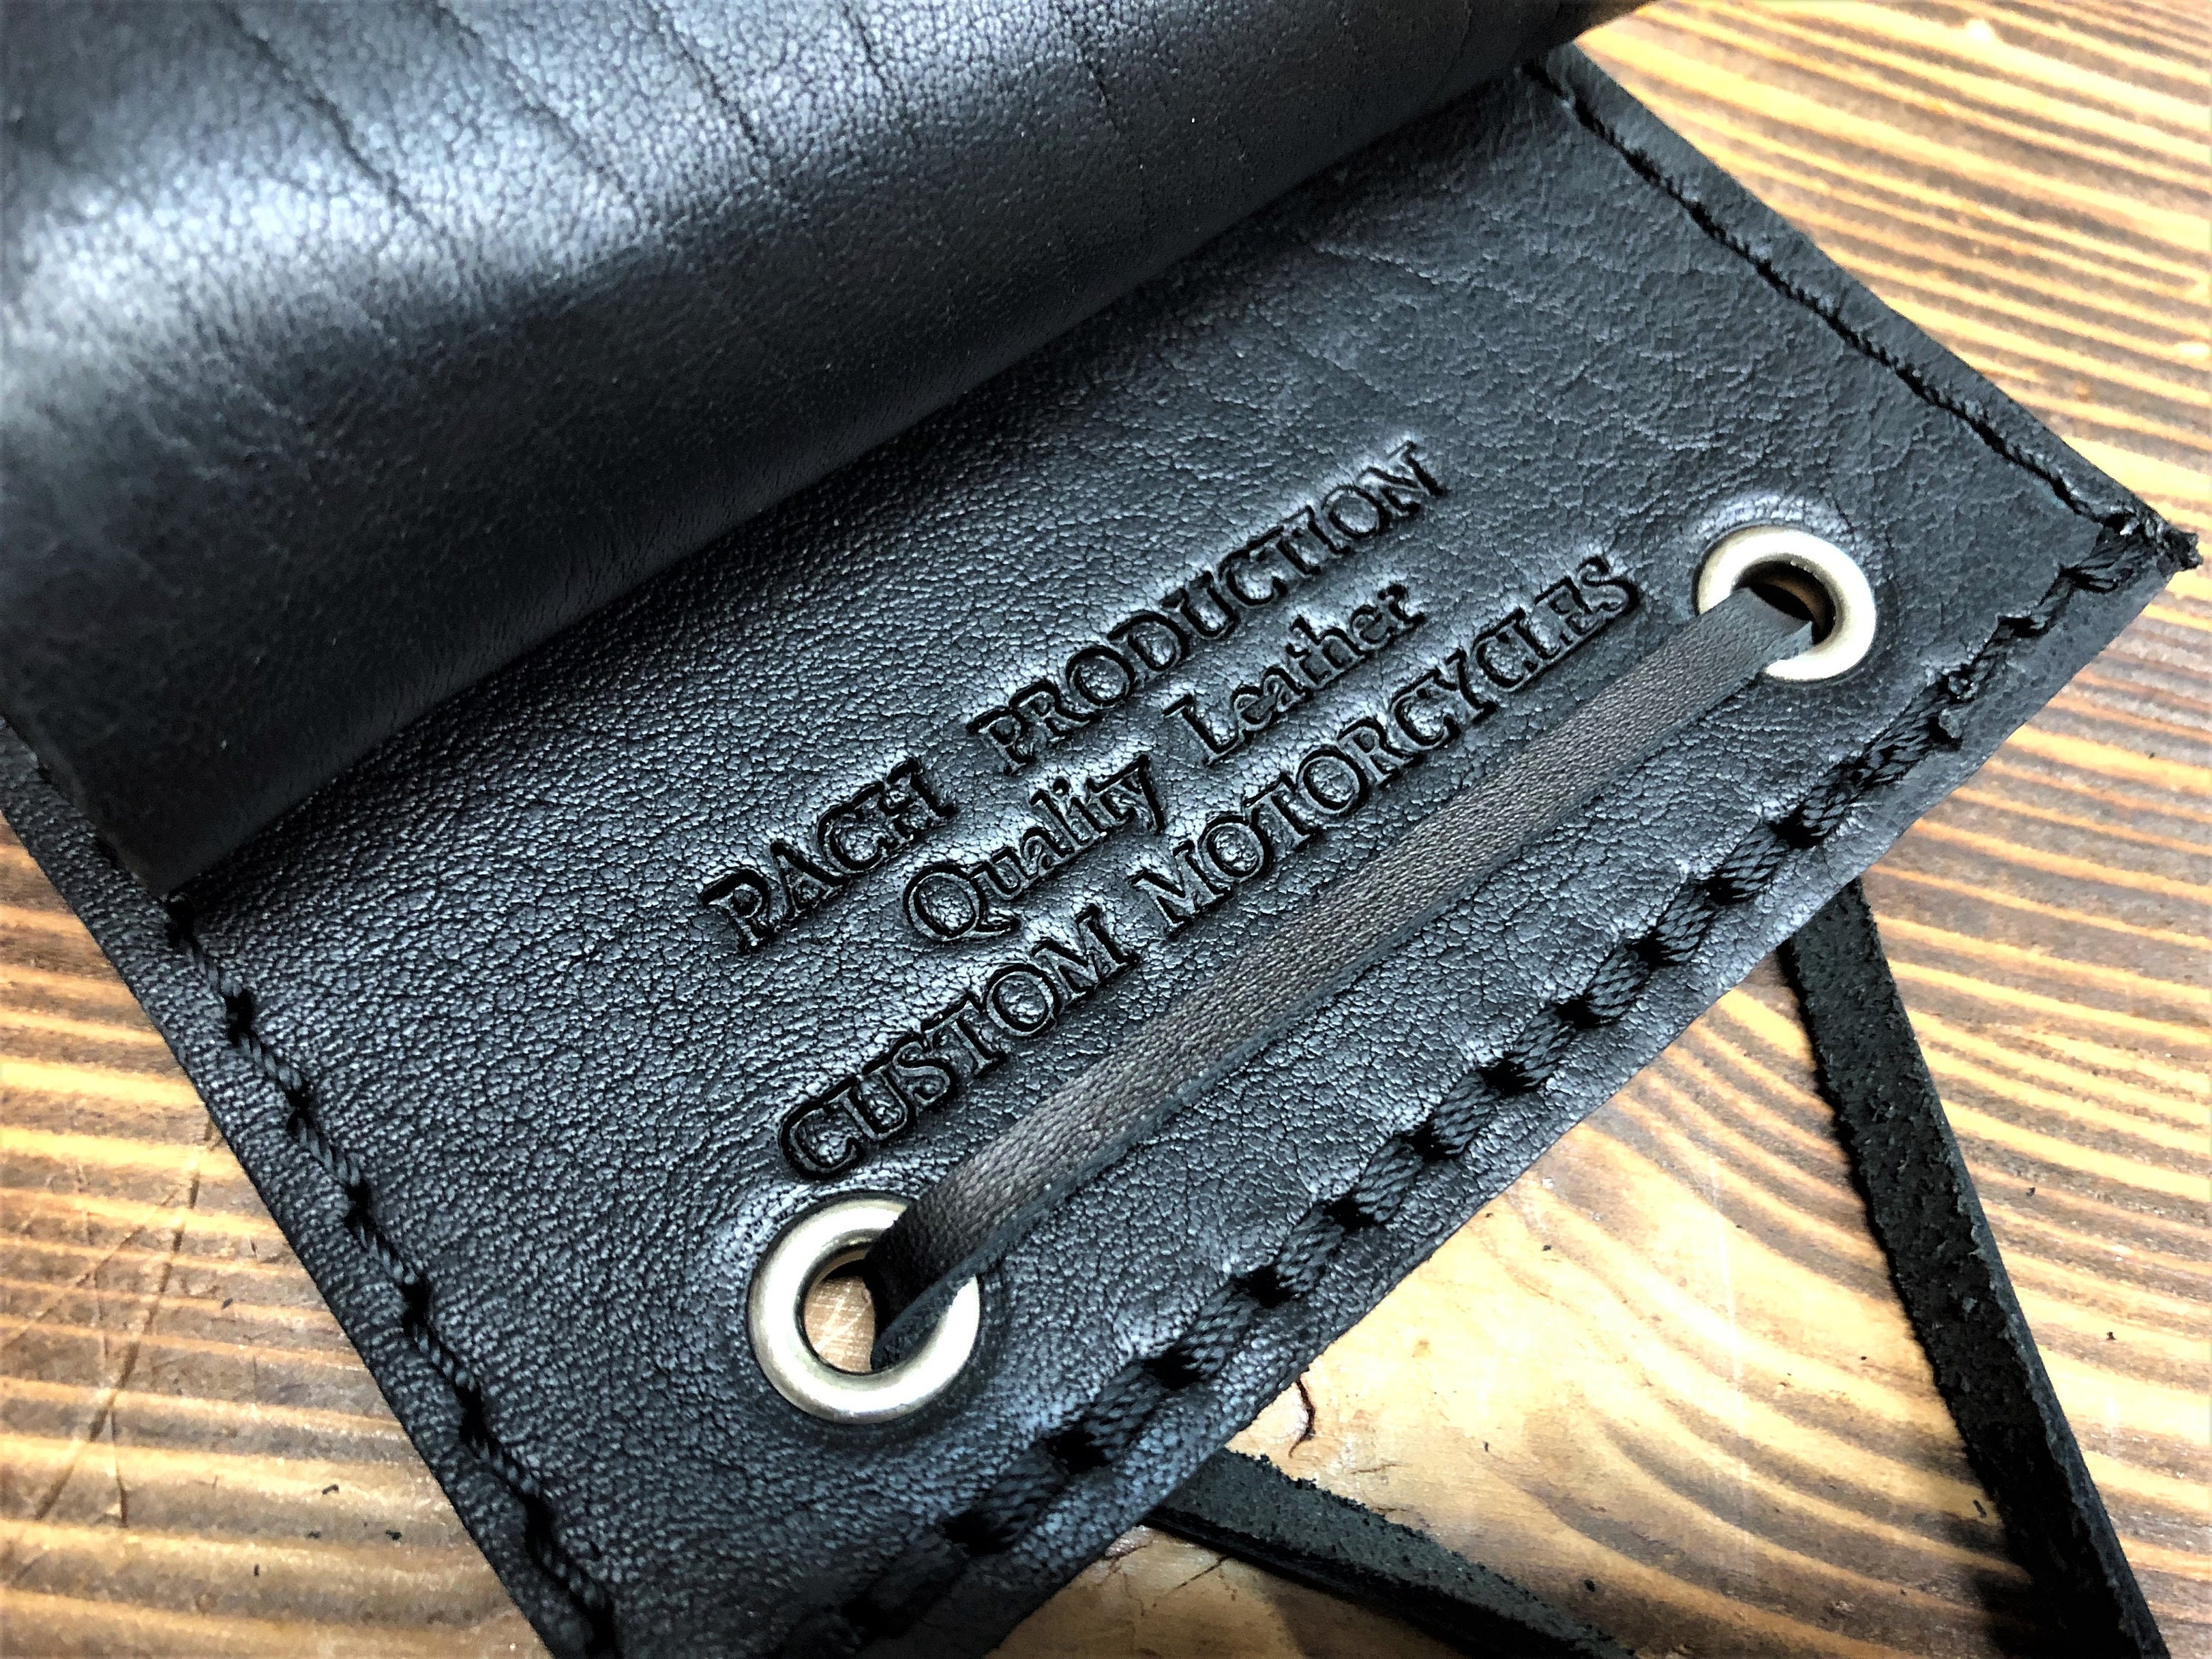 PACH PRODUCTION
Quality Leather
CUSTOM MOTORCYCLES